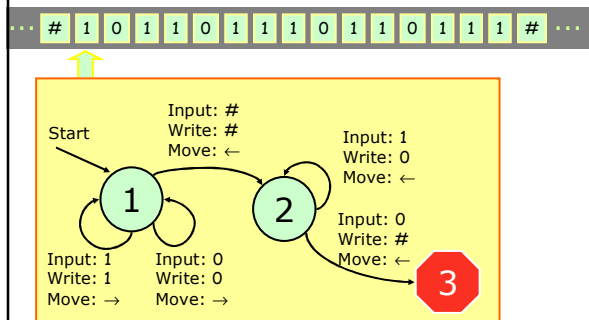 ... # 1 0 1 1 0 1 1 1 0 1 1 0 1 1 1 # ...
Input: #
Write: #
Move: ←
Start
Input: 1
Write: 0
Move: ←
1
2
Input: 0
Write: #
Move: ←
Input: 1
Write: 1
Move: →
Input: 0
Write: 0
Move: →
3